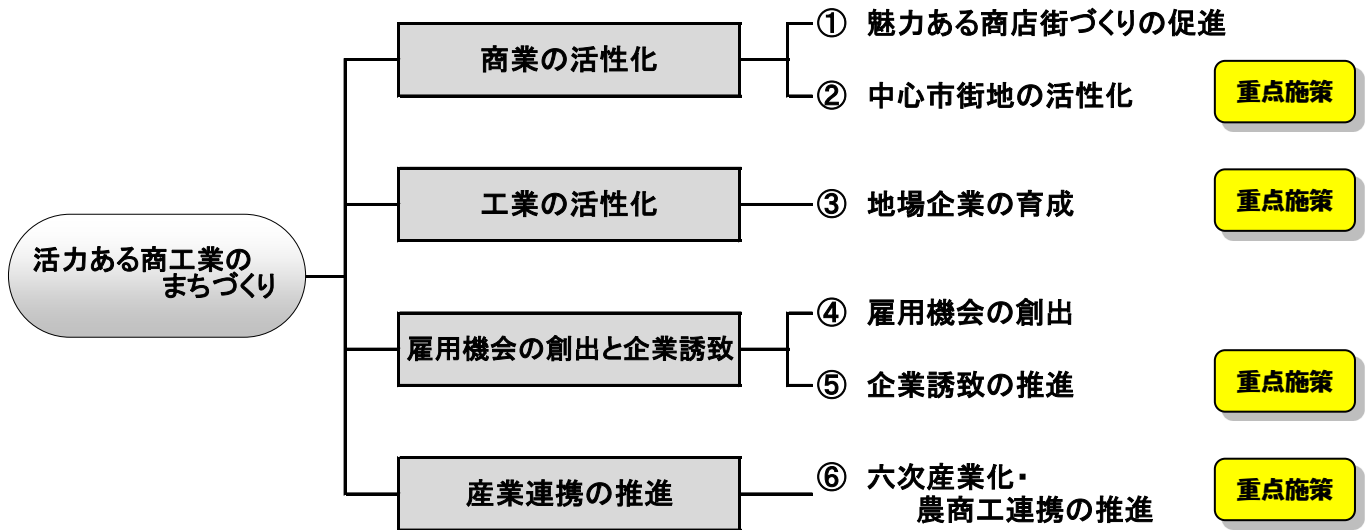 ① 魅力ある商店街づくりの促進
商業の活性化
② 中心市街地の活性化 重点施策
工業の活性化 ③ 地場企業の育成 重点施策
活力ある商工業の
まちづくり
④ 雇用機会の創出
雇用機会の創出と企業誘致
⑤ 企業誘致の推進 重点施策
産業連携の推進 ⑥ 六次産業化・
農商工連携の推進 重点施策